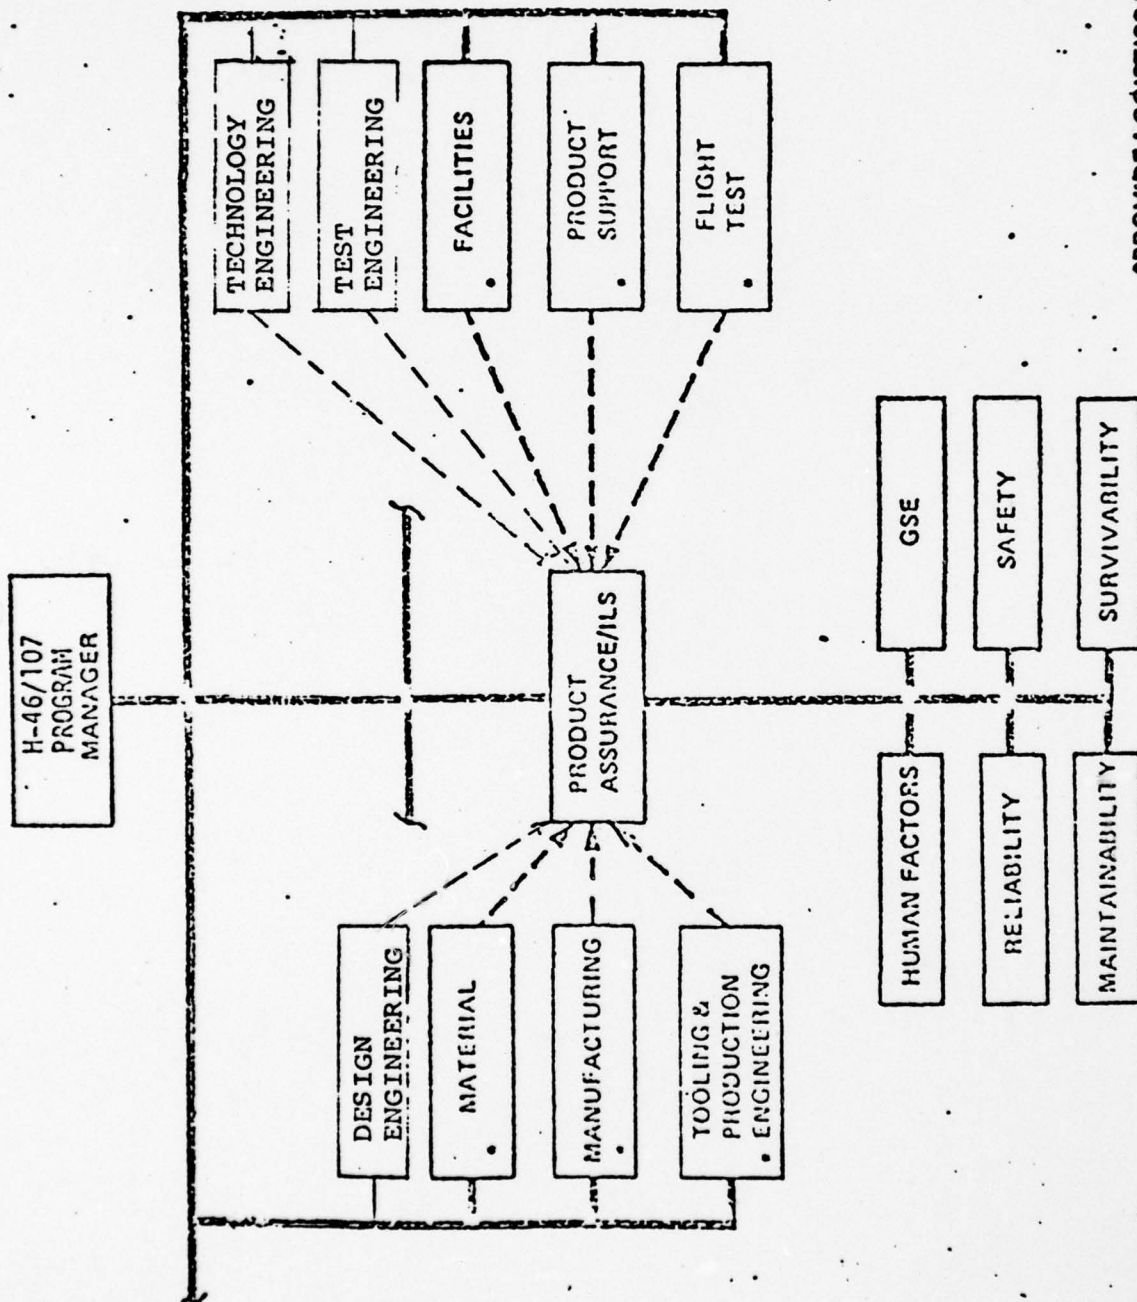 H-46/107
PROGRAM
MANAGER
DESIGN
ENGINEERING
MATERIAL
MANUFACTURING
TOOLING &
PRODUCTION
ENGINEERING
PRODUCT
ASSURANCE/ILS
TECHNOLOGY
ENGINEERING
TEST
ENGINEERING
FACILITIES
PRODUCT
SUPPORT
FLIGHT
TEST
HUMAN FACTORS
GSE
RELIABILITY
SAFETY
MAINTAINABILITY
SURVIVABILITY